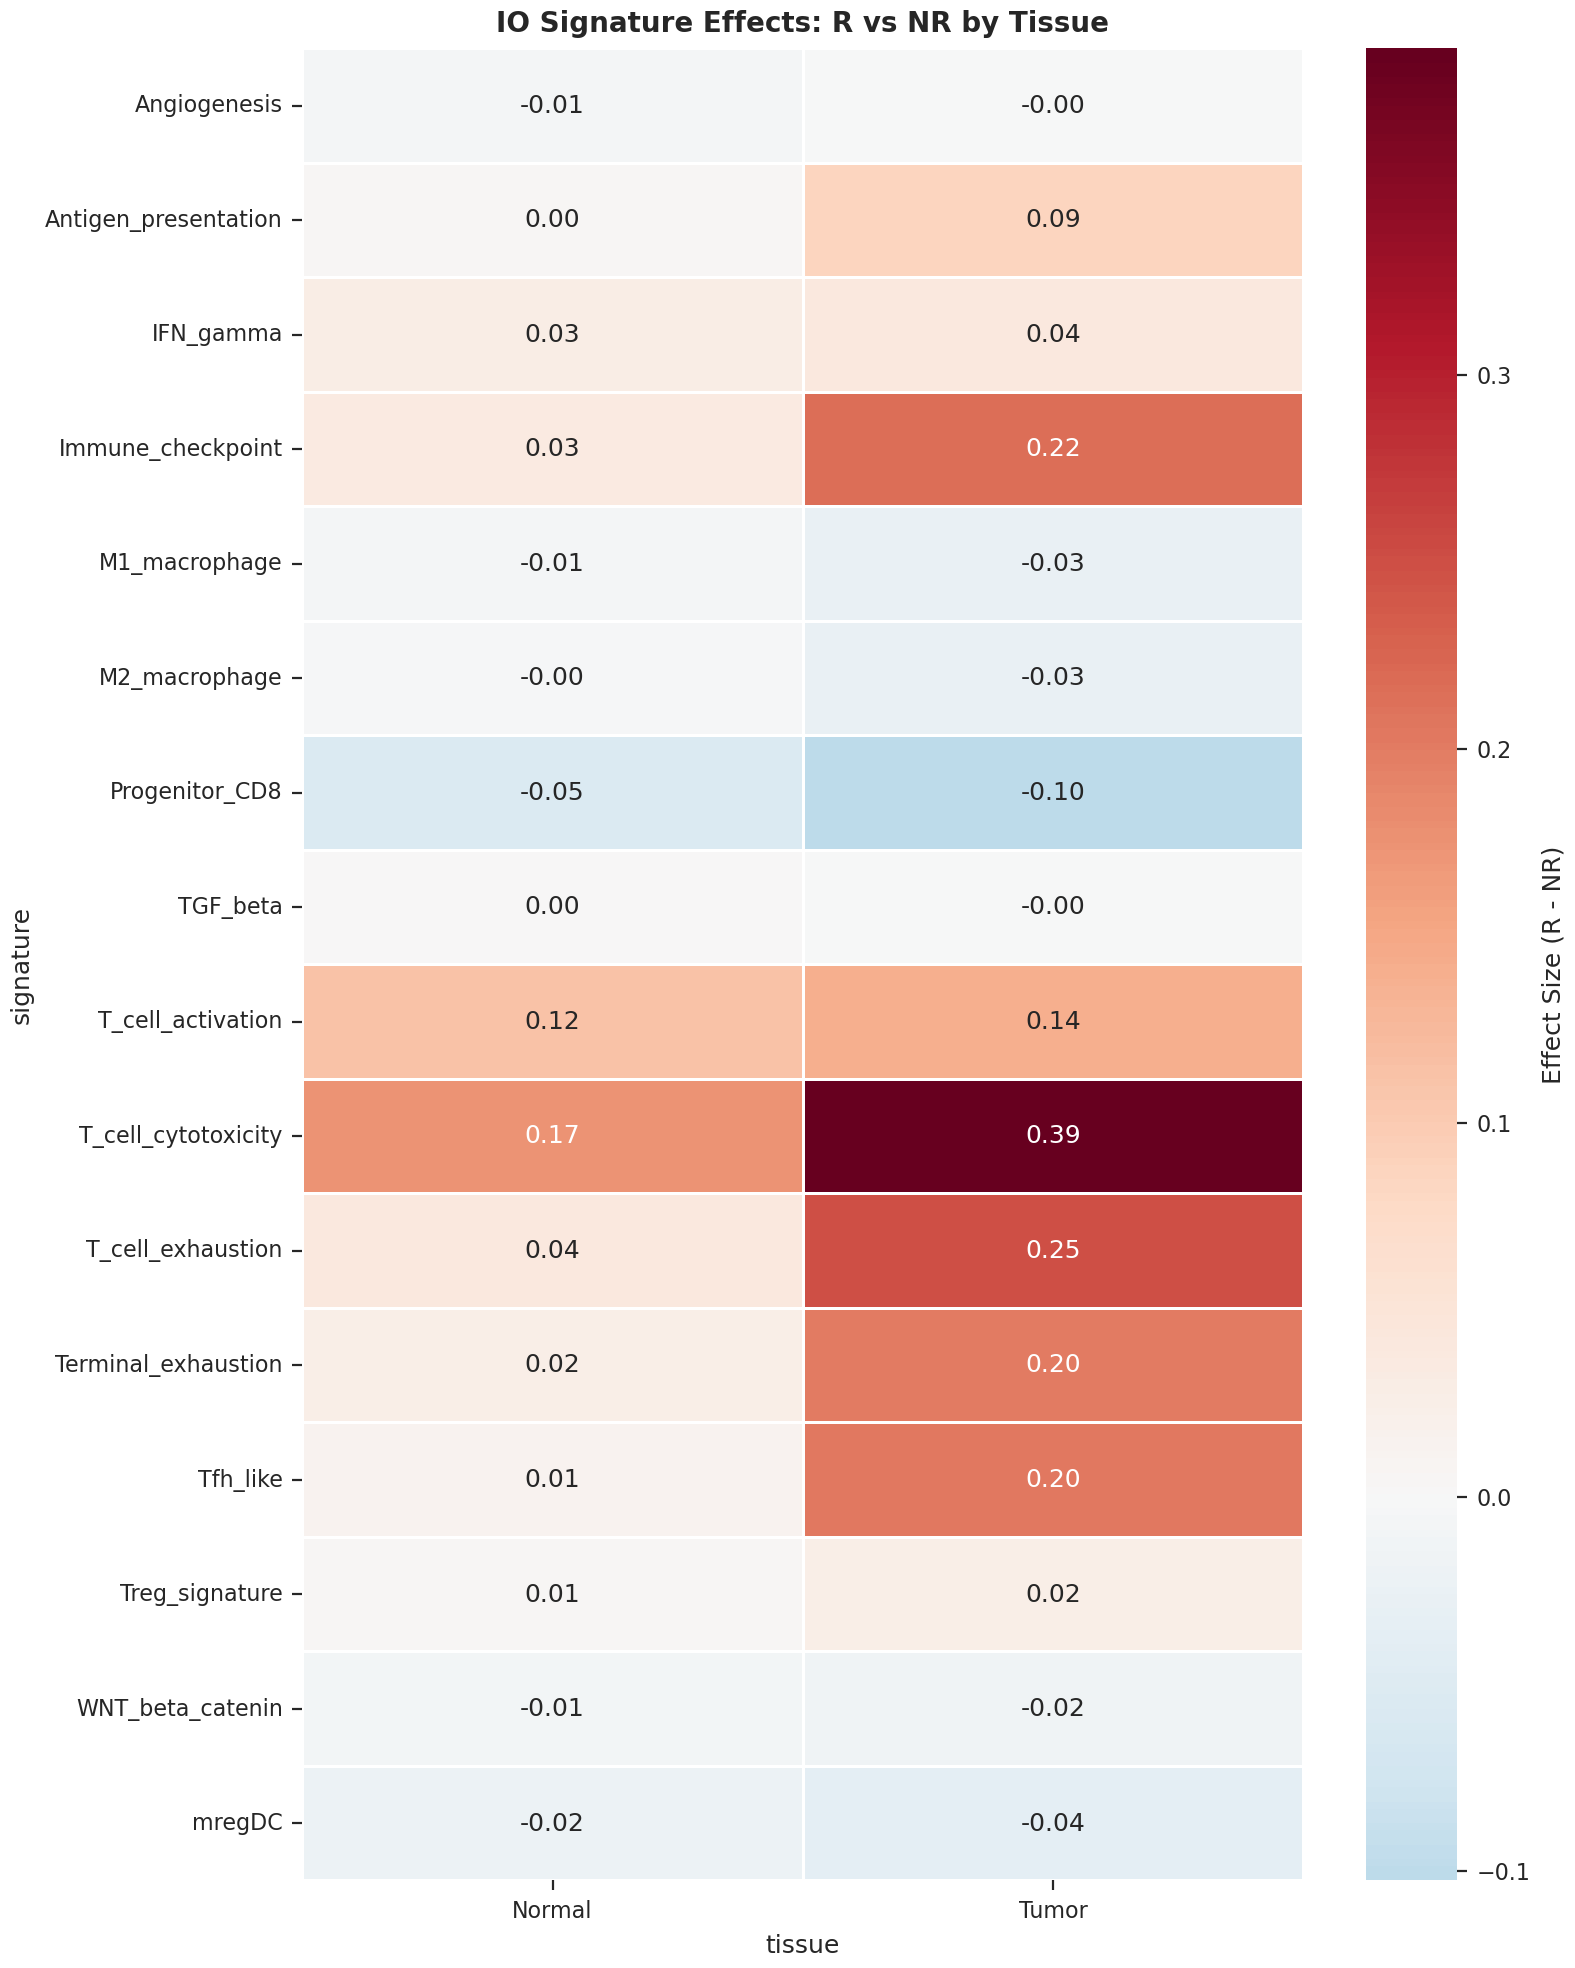 IO Signature Effects: R vs NR by Tissue
Angiogenesis -0.01 -0.00
Antigen_presentation 0.00 0.09
IFN_gamma 0.03 0.04
Immune_checkpoint 0.03 0.22
M1_macrophage -0.01 -0.03
M2_macrophage -0.00 -0.03
Progenitor_CD8 -0.05 -0.10
TGF_beta 0.00 -0.00
T_cell_activation 0.12 0.14
T_cell_cytotoxicity 0.17 0.39
T_cell_exhaustion 0.04 0.25
Terminal_exhaustion 0.02 0.20
Tfh_like 0.01 0.20
Treg_signature 0.01 0.02
WNT_beta_catenin -0.01 -0.02
mregDC -0.02 -0.04
signature
Normal Tumor
tissue
0.3
0.2
0.1
0.0
−0.1
Effect Size (R - NR)